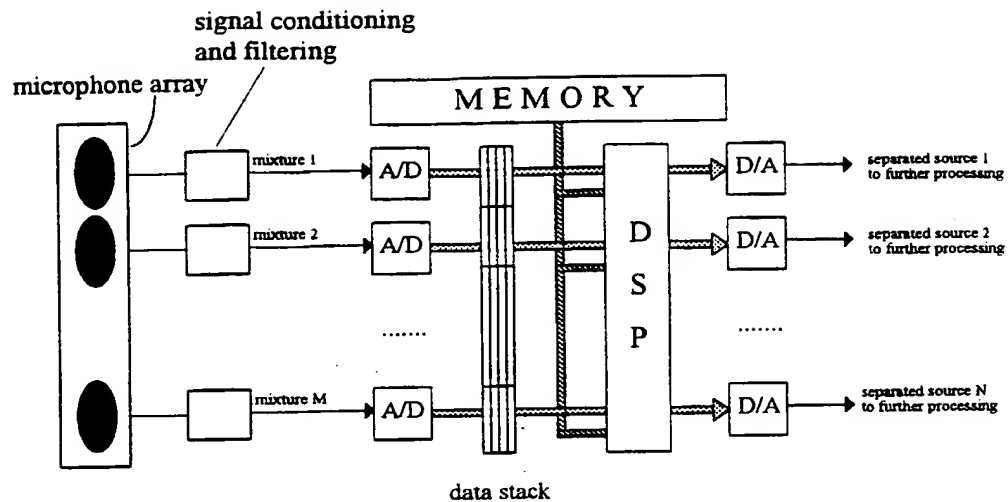 signal conditioning
and filtering
microphone array
MEMORY
mixture 1
A/D
D/A
separated source 1
to further processing
mixture 2
A/D
D/A
separated source 2
to further processing
DSP
........
........
mixture M
A/D
D/A
separated source N
to further processing
data stack